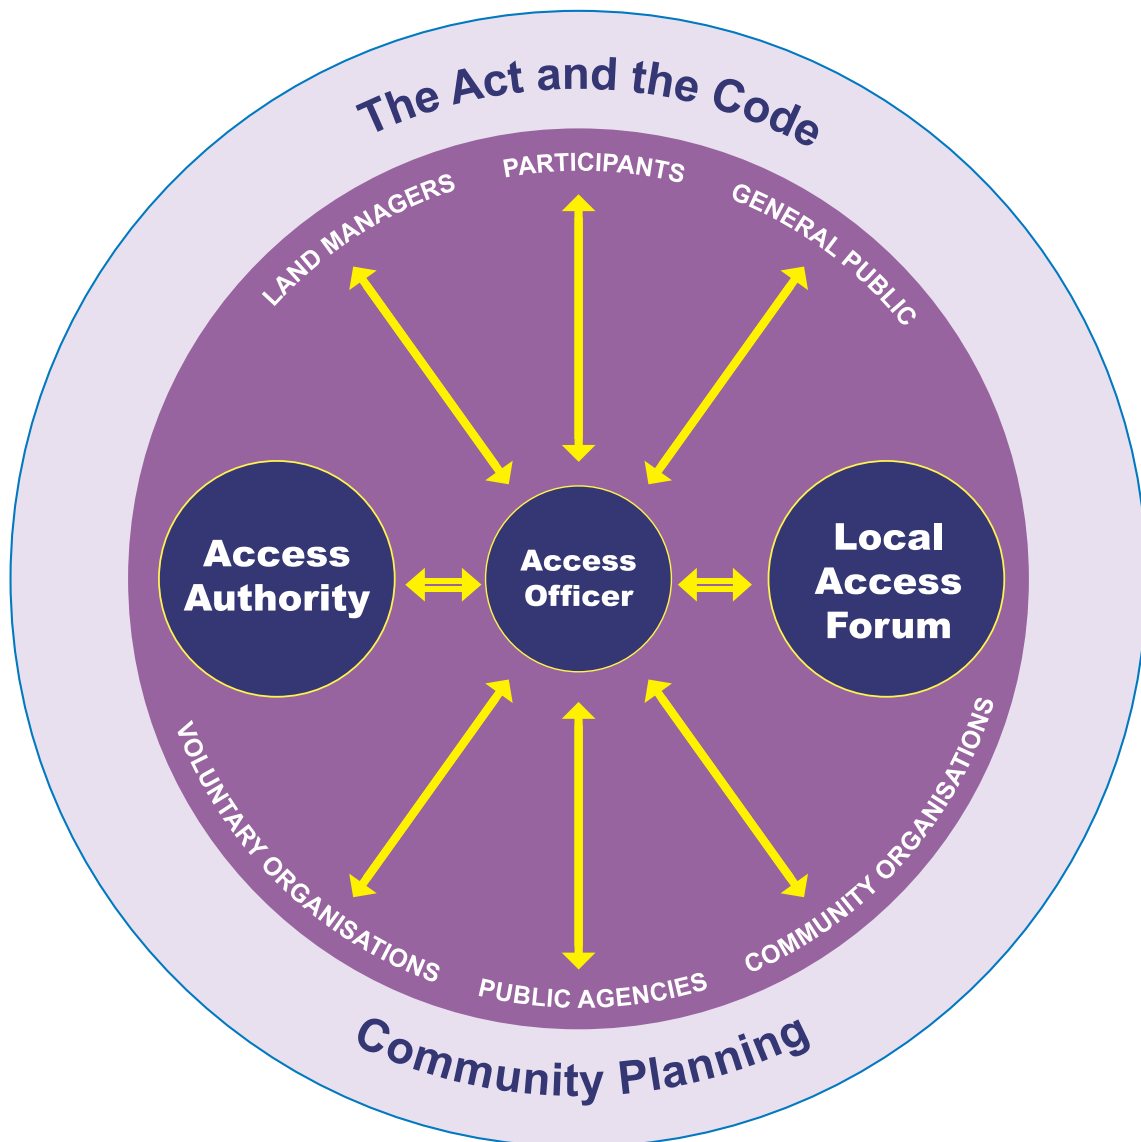 The Act and the Code
PARTICIPANTS
LAND MANAGERS
GENERAL PUBLIC
Access
Authority
Access
Officer
Local
Access
Forum
VOLUNTARY ORGANISATIONS
PUBLIC AGENCIES
COMMUNITY ORGANISATIONS
Community Planning